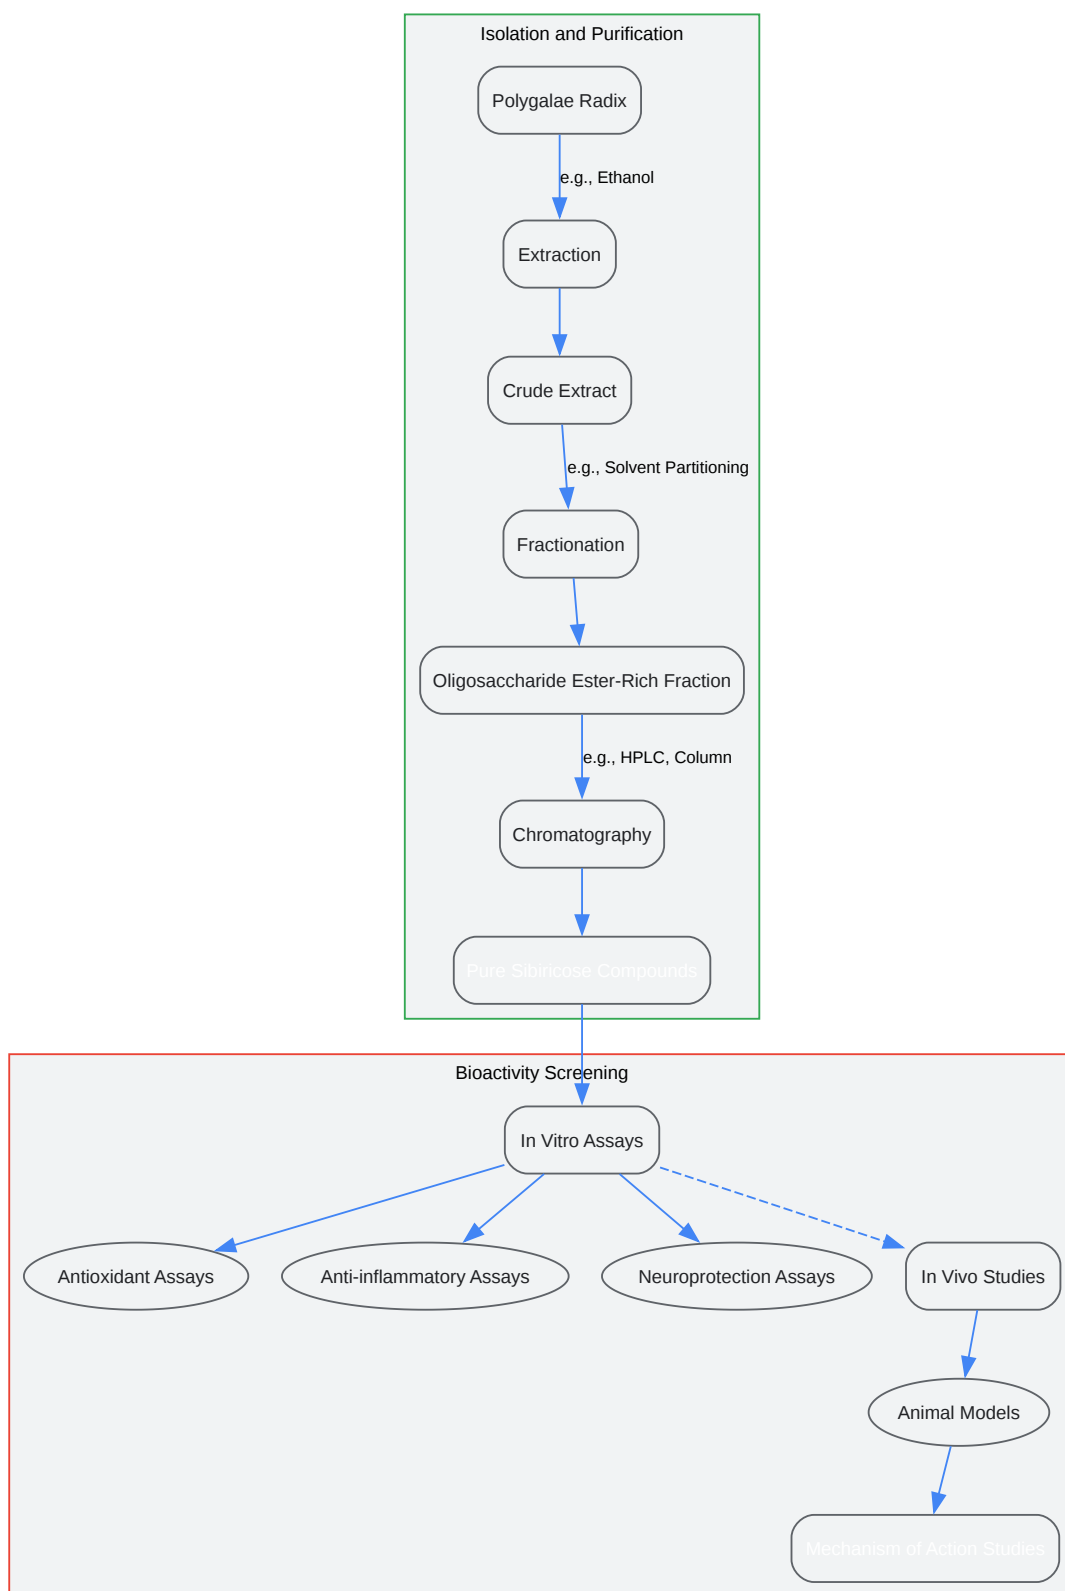 Isolation and Purification
Polygalae Radix
e.g., Ethanol
Extraction
Crude Extract
e.g., Solvent Partitioning
Fractionation
Oligosaccharide Ester-Rich Fraction
e.g., HPLC, Column
Chromatography
Pure Sibiricose Compounds
Bioactivity Screening
In Vitro Assays
Antioxidant Assays
Anti-inflammatory Assays
Neuroprotection Assays
In Vivo Studies
Animal Models
Mechanism of Action Studies